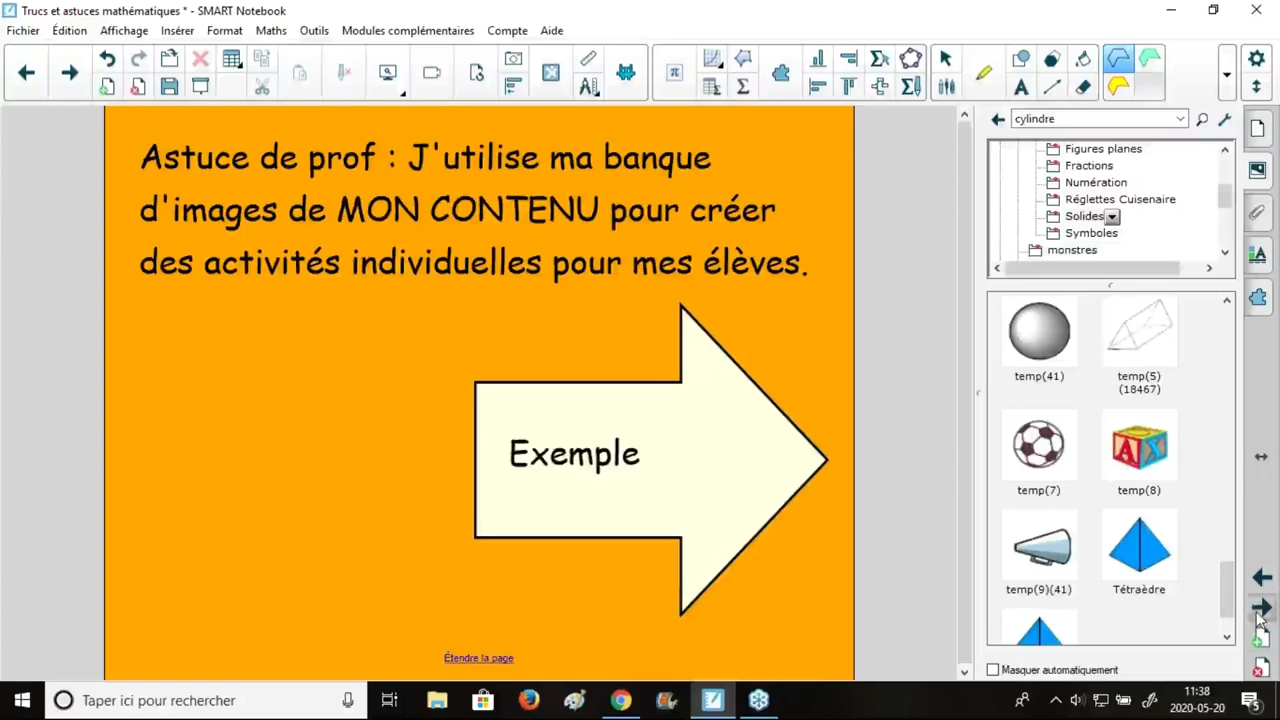 Trucs et astuces mathématiques * - SMART Notebook
Fichier Édition Affichage Insérer Format Maths Outils Modules complémentaires Compte Aide
cylindre
Figures planes
Fractions
Numération
Réglettes Cuisenaire
Solides
Symboles
monstres
Astuce de prof : J'utilise ma banque
d'images de MON CONTENU pour créer
des activités individuelles pour mes élèves.
Exemple
Étendre la page
temp(41)
temp(5)
(18467)
temp(7)
temp(8)
temp(9)(41)
Tétraèdre
Masquer automatiquement
Taper ici pour rechercher
11:38
2020-05-20
5